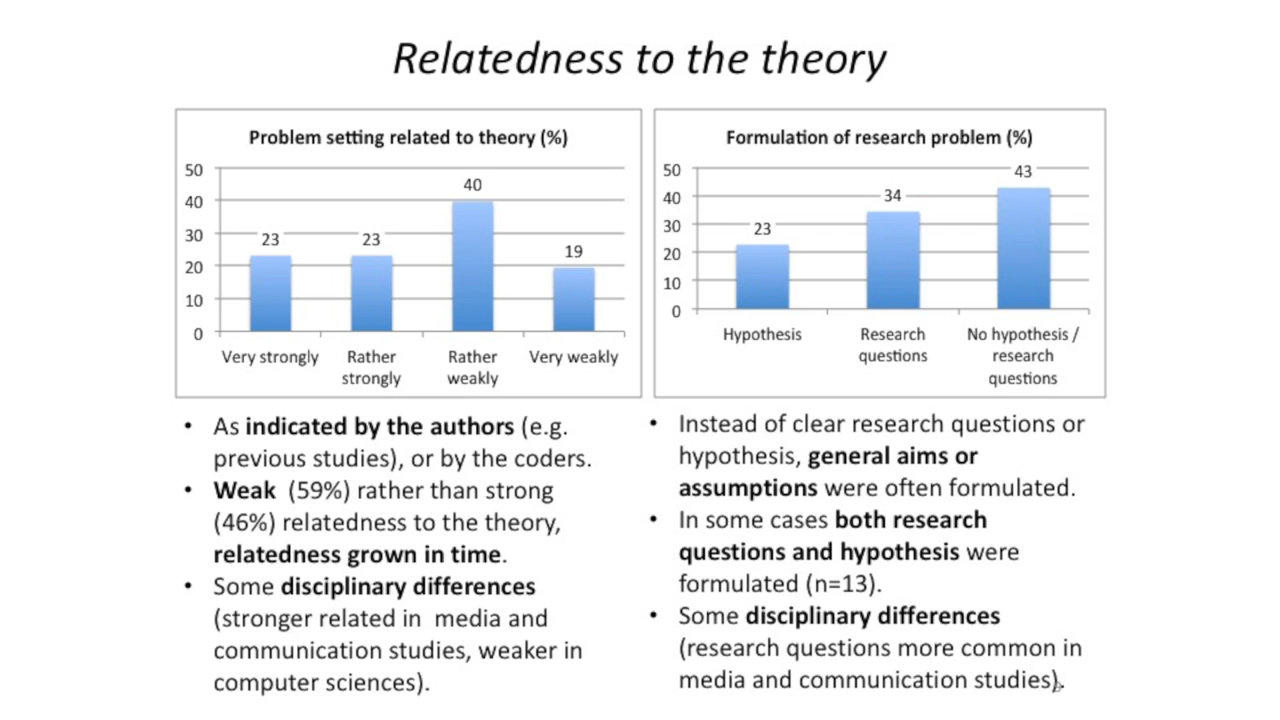 Relatedness to the theory
Problem setting related to theory (%)
50
40
30
20
10
0
23
23
40
19
Very strongly
Rather
strongly
Rather
weakly
Very weakly
Formulation of research problem (%)
50
40
30
20
10
0
23
34
43
Hypothesis
Research
questions
No hypothesis /
research
questions
• As indicated by the authors (e.g.
previous studies), or by the coders.
• Weak (59%) rather than strong
(46%) relatedness to the theory,
relatedness grown in time.
• Some disciplinary differences
(stronger related in media and
communication studies, weaker in
computer sciences).
• Instead of clear research questions or
hypothesis, general aims or
assumptions were often formulated.
• In some cases both research
questions and hypothesis were
formulated (n=13).
• Some disciplinary differences
(research questions more common in
media and communication studies).